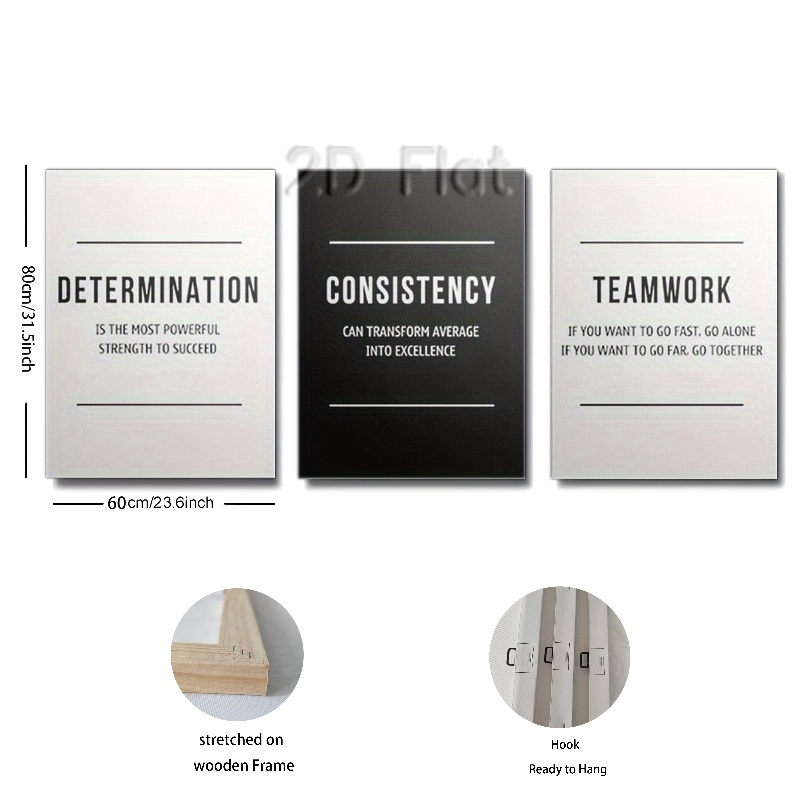 2D Flat
DETERMINATION
IS THE MOST POWERFUL
STRENGTH TO SUCCEED
CONSISTENCY
CAN TRANSFORM AVERAGE
INTO EXCELLENCE
TEAMWORK
IF YOU WANT TO GO FAST, GO ALONE
IF YOU WANT TO GO FAR, GO TOGETHER
80cm/31.5inch
60cm/23.6inch
stretched on
wooden Frame
Hook
Ready to Hang